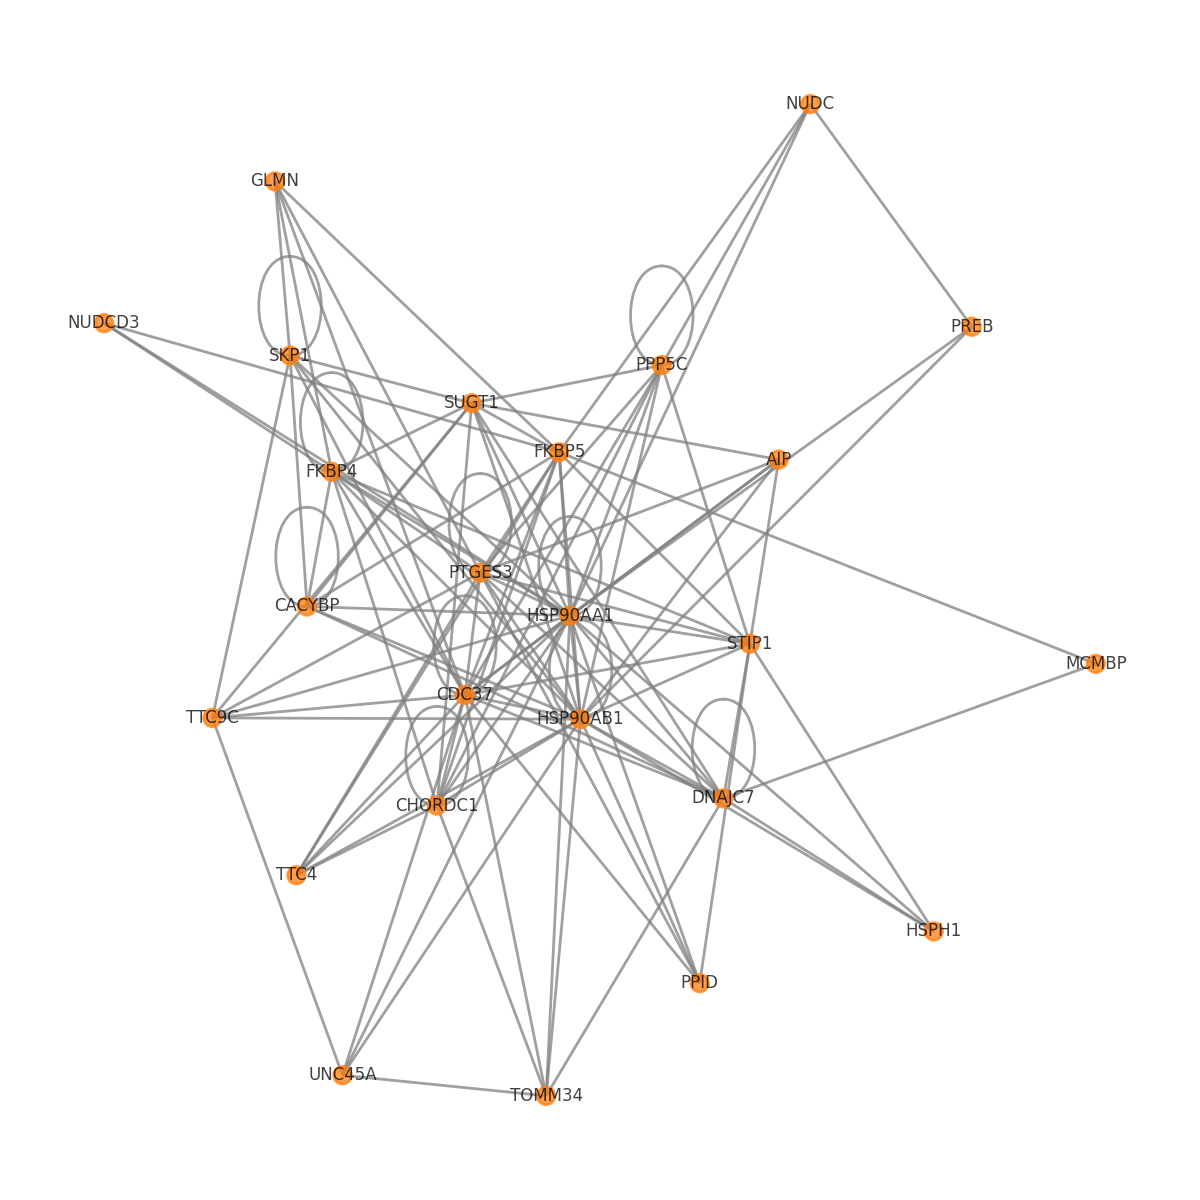 NUDC
GLMN
NUDCD3
PREB
SKP1
PPP5C
SUGT1
FKBP5
AIP
FKBP4
PTGES3
CACYBP
HSP90AA1
STIP1
MCMBP
CDC37
TTC9C
HSP90AB1
DNAJC7
CHORDC1
TTC4
HSPH1
PPID
UNC45A
TOMM34